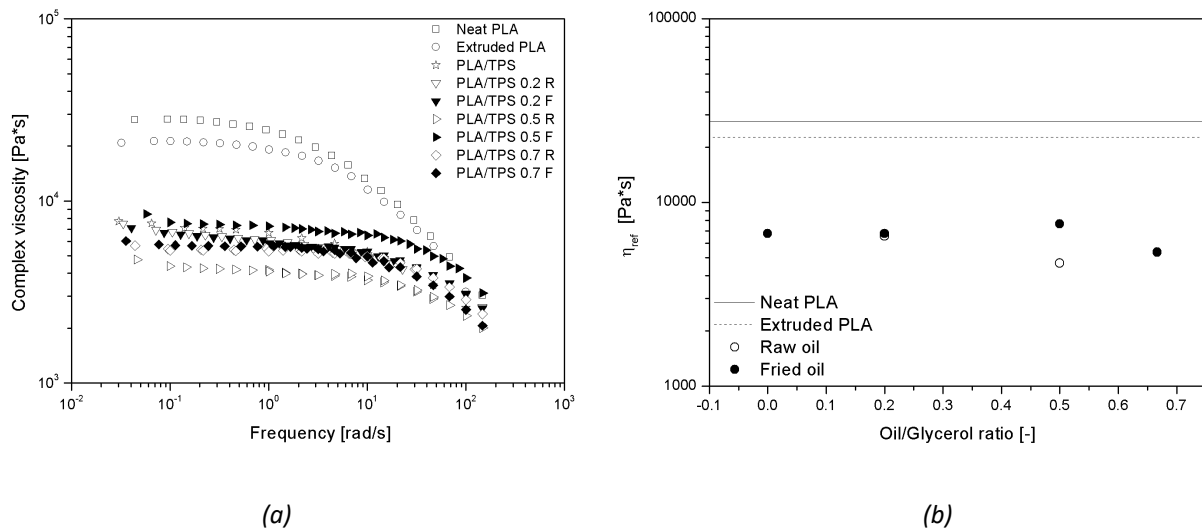 10^5
Neat PLA
Extruded PLA
PLA/TPS
PLA/TPS 0.2 R
PLA/TPS 0.2 F
PLA/TPS 0.5 R
PLA/TPS 0.5 F
PLA/TPS 0.7 R
PLA/TPS 0.7 F
Complex viscosity [Pa*s]
10^4
10^3
10^-2 10^-1 10^0 10^1 10^2 10^3
Frequency [rad/s]
(a)
100000
10000
1000
η_ref [Pa*s]
Neat PLA
Extruded PLA
Raw oil
Fried oil
-0.1 0.0 0.1 0.2 0.3 0.4 0.5 0.6 0.7
Oil/Glycerol ratio [-]
(b)